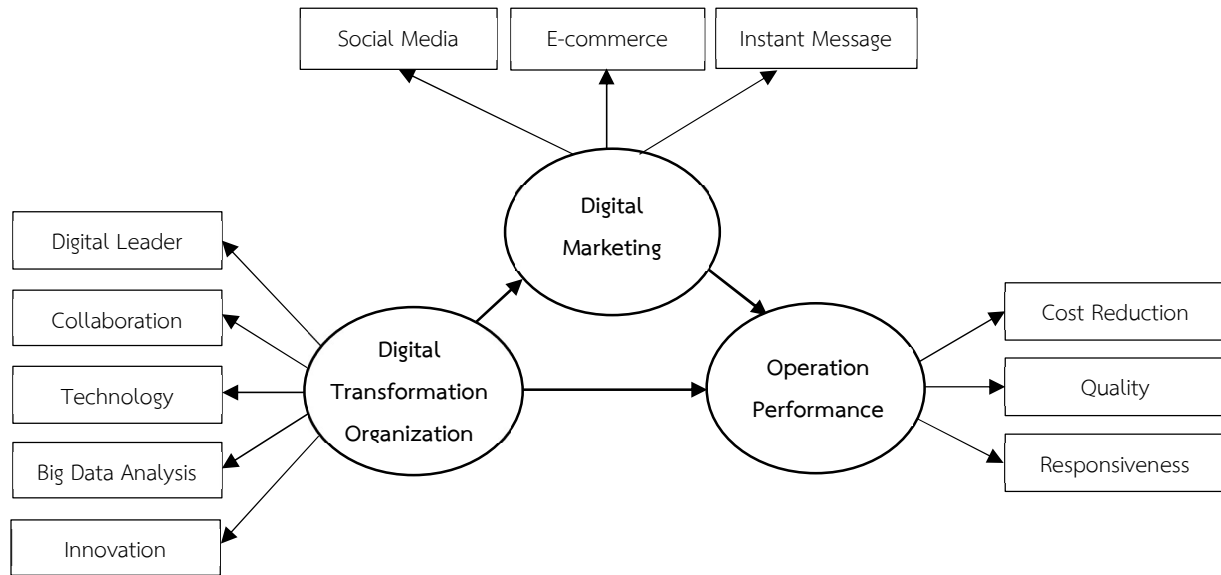 Social Media
E-commerce
Instant Message
Digital
Marketing
Digital Leader
Collaboration
Technology
Big Data Analysis
Innovation
Digital
Transformation
Organization
Operation
Performance
Cost Reduction
Quality
Responsiveness